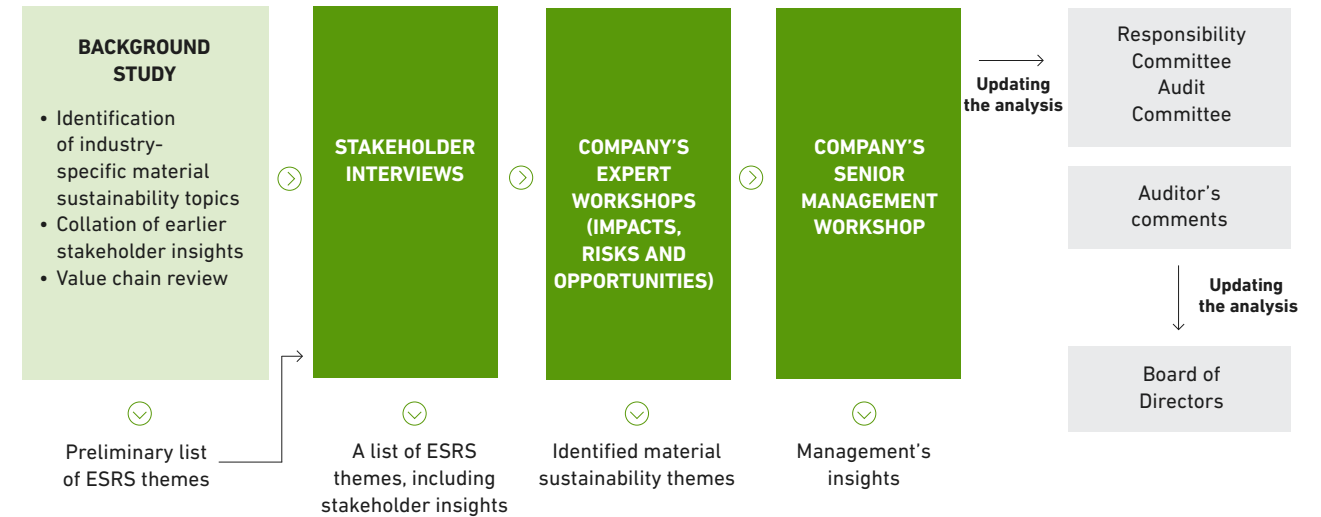 BACKGROUND
STUDY
• Identification
of industry-
specific material
sustainability topics
• Collation of earlier
stakeholder insights
• Value chain review
Preliminary list
of ESRS themes
STAKEHOLDER
INTERVIEWS
A list of ESRS
themes, including
stakeholder insights
COMPANY’S
EXPERT
WORKSHOPS
(IMPACTS,
RISKS AND
OPPORTUNITIES)
Identified material
sustainability themes
COMPANY’S
SENIOR
MANAGEMENT
WORKSHOP
Management’s
insights
Updating
the analysis
Responsibility
Committee
Audit
Committee
Auditor’s
comments
Updating
the analysis
Board of
Directors